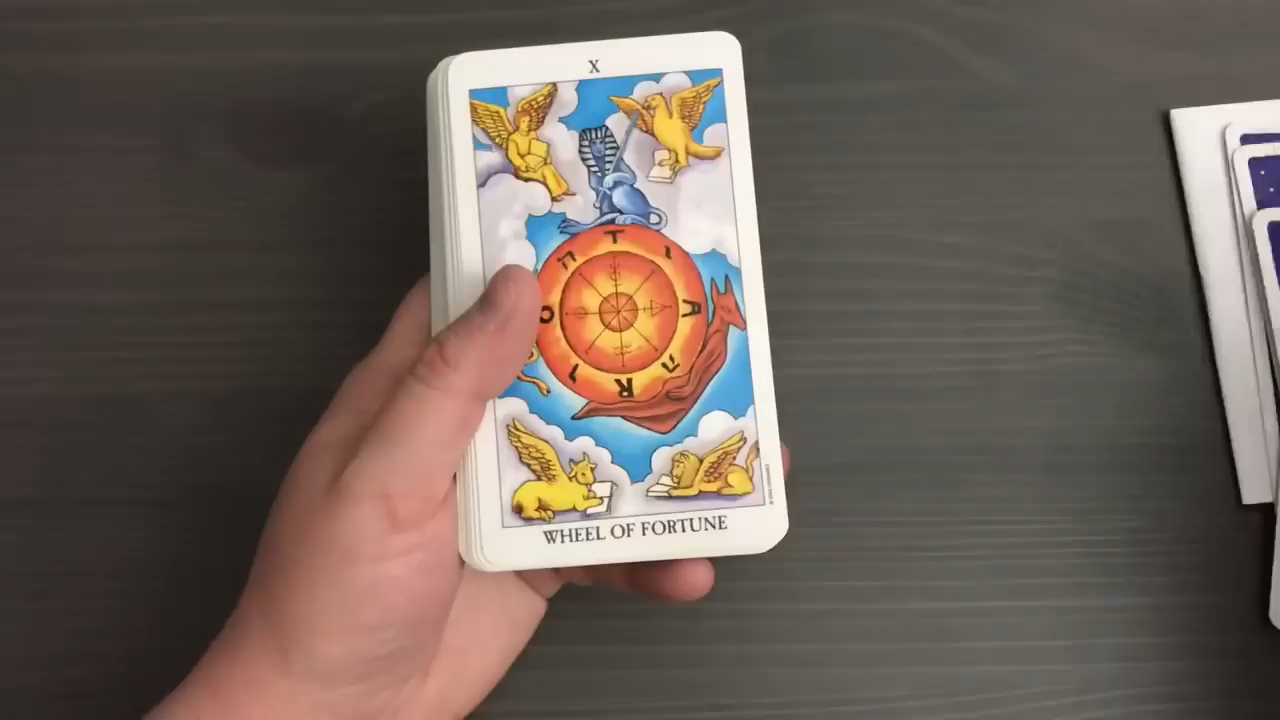 X
ה T י
O A
ו R ה
WHEEL OF FORTUNE